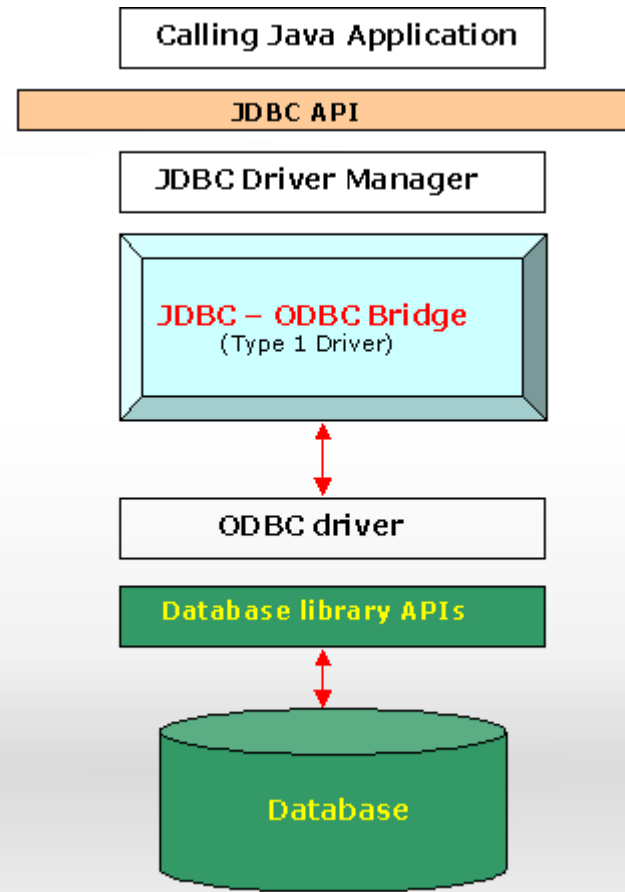 Calling Java Application
JDBC API
JDBC Driver Manager
JDBC – ODBC Bridge
(Type 1 Driver)
ODBC driver
Database library APIs
Database